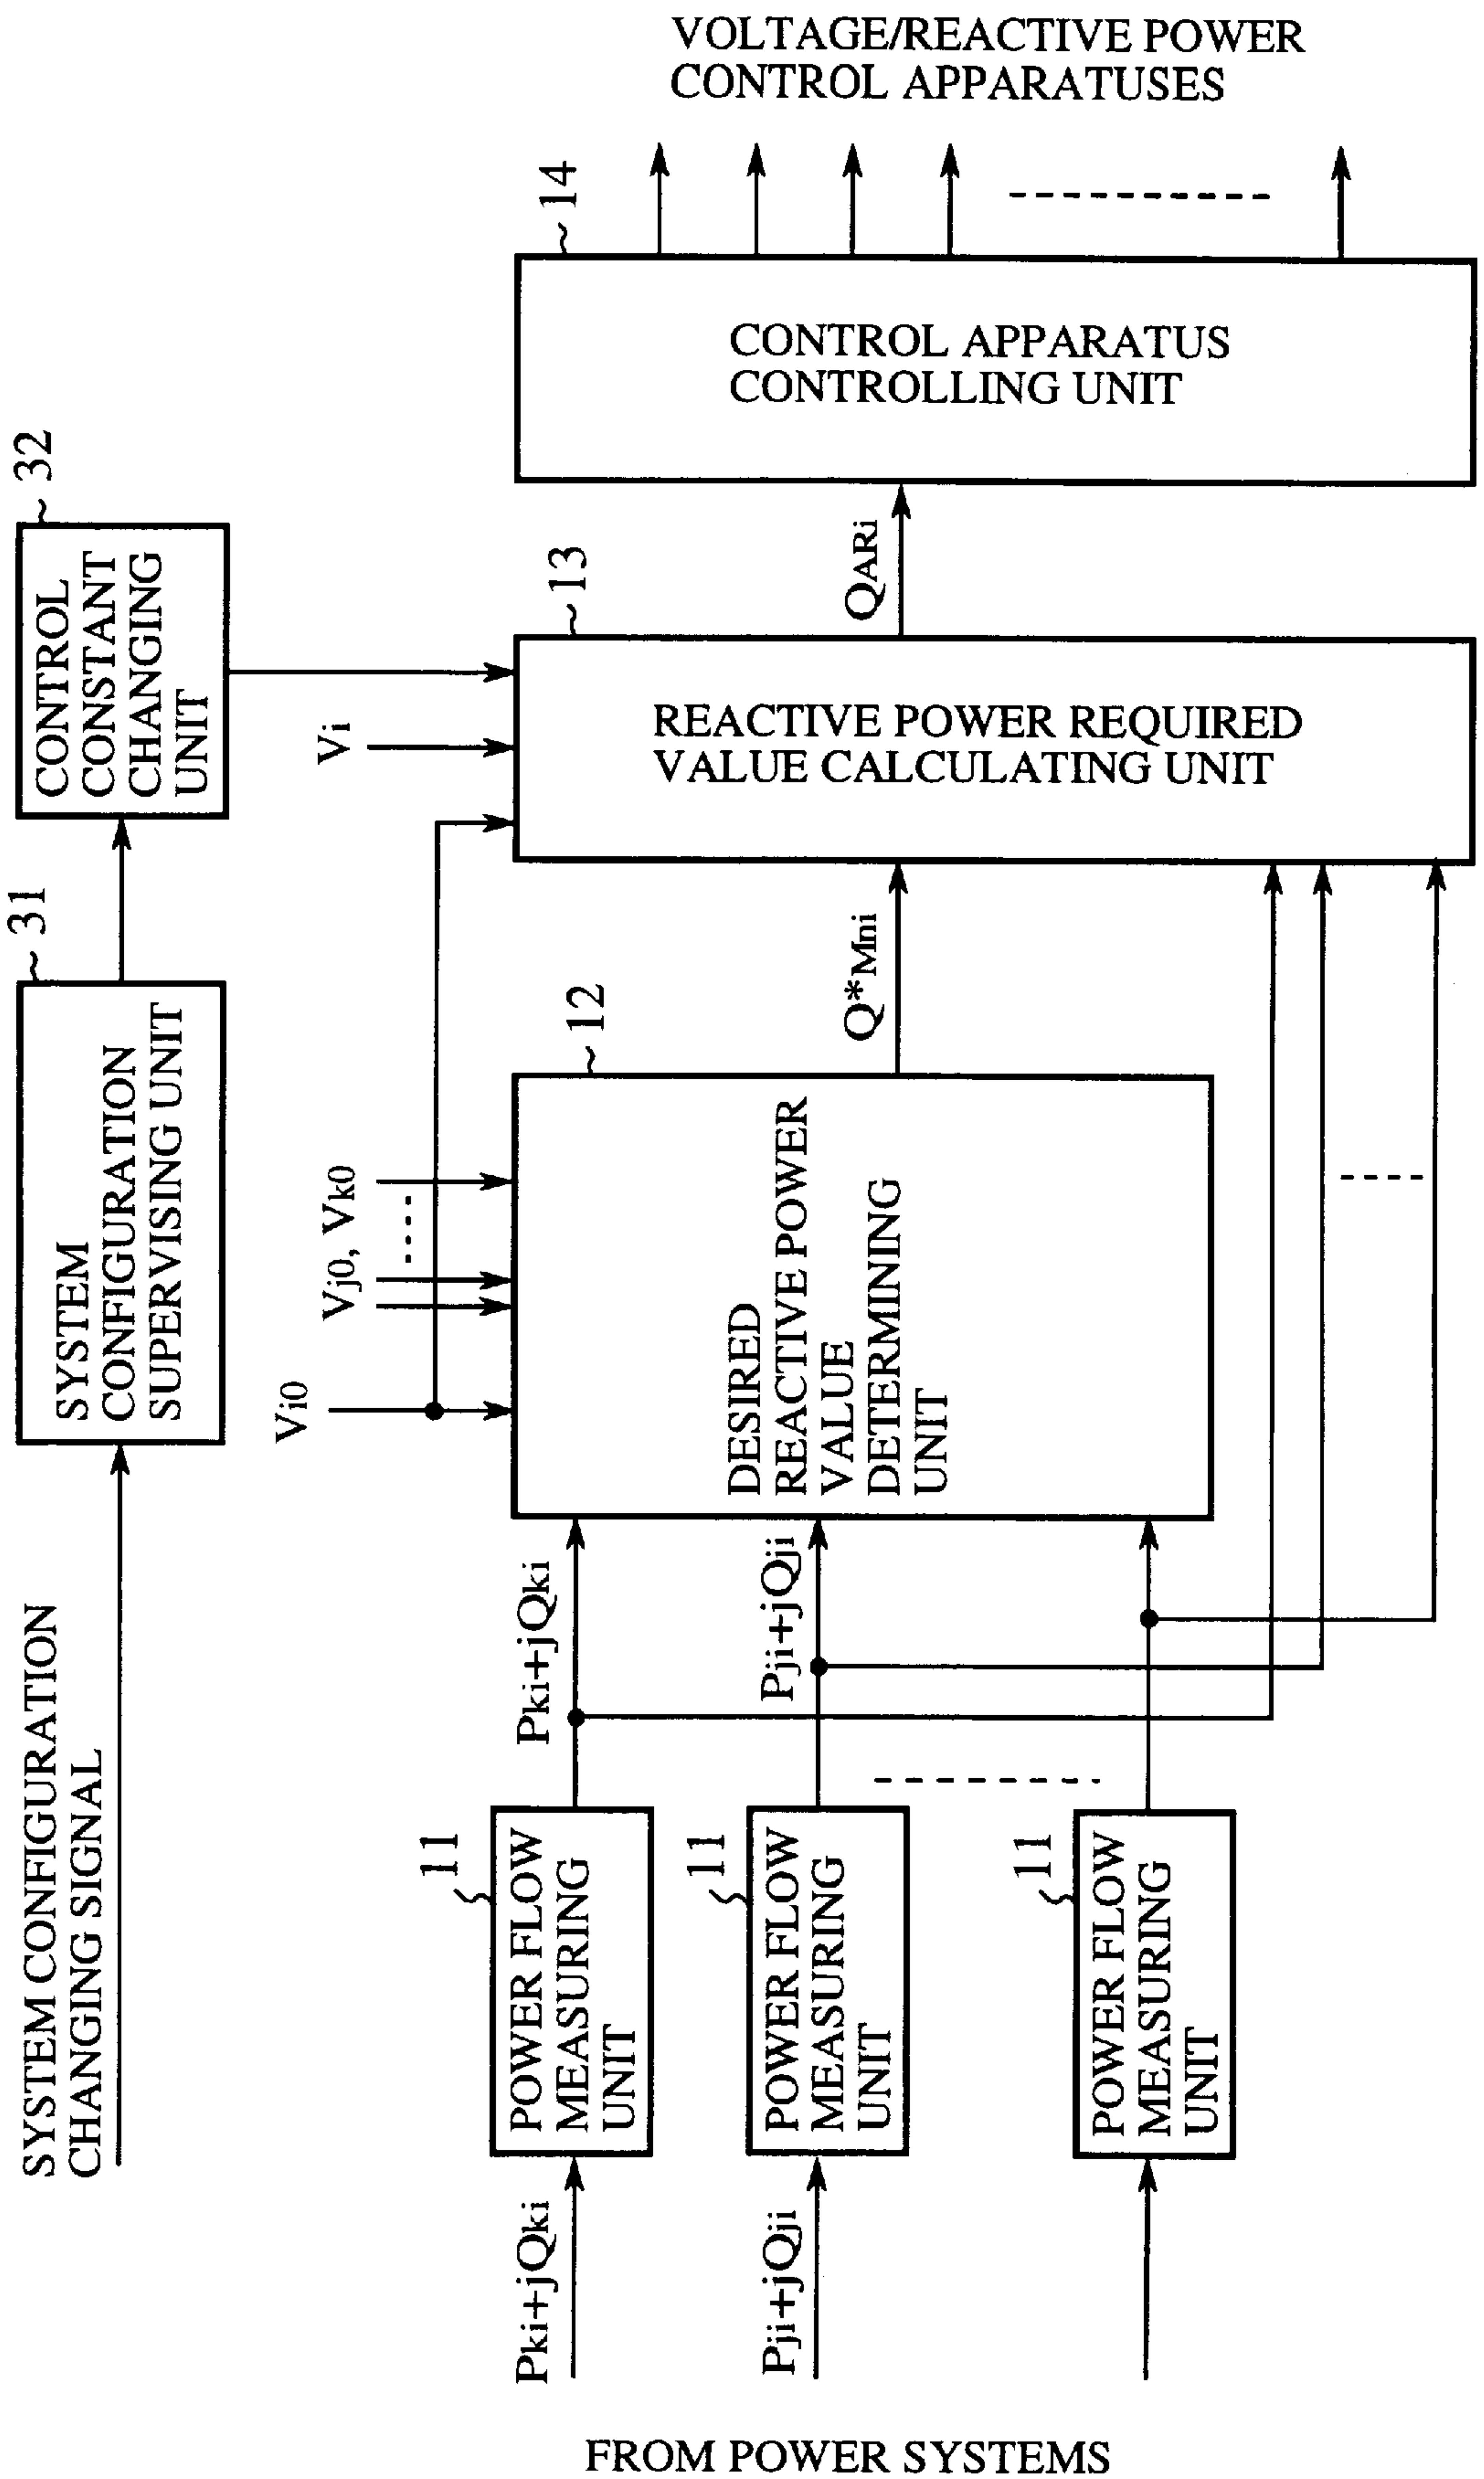 SYSTEM CONFIGURATION
CHANGING SIGNAL
31
SYSTEM
CONFIGURATION
SUPERVISING UNIT
32
CONTROL
CONSTANT
CHANGING
UNIT
Vi0
Vj0, Vk0
Vi
FROM POWER SYSTEMS
Pki+jQki
11
POWER FLOW
MEASURING
UNIT
Pki+jQki
Pji+jQji
11
POWER FLOW
MEASURING
UNIT
Pji+jQji
11
POWER FLOW
MEASURING
UNIT
12
DESIRED
REACTIVE POWER
VALUE
DETERMINING
UNIT
Q*Mni
13
REACTIVE POWER REQUIRED
VALUE CALCULATING UNIT
QARi
14
CONTROL APPARATUS
CONTROLLING UNIT
VOLTAGE/REACTIVE POWER
CONTROL APPARATUSES